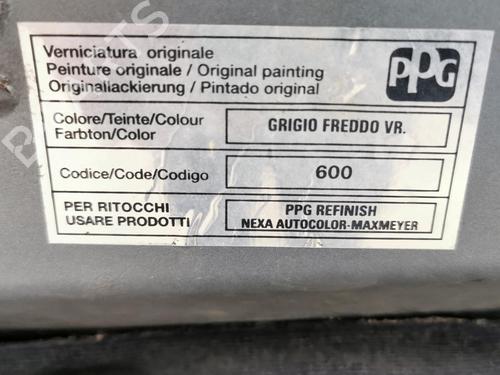 Verniciatura originale
Peinture originale / Original painting
Originaliackierung / Pintado original
PPG
Colore/Teinte/Colour
Farbton/Color
GRIGIO FREDDO VR.
Codice/Code/Codigo
600
PER RITOCCHI
USARE PRODOTTI
PPG REFINISH
NEXA AUTOCOLOR-MAXMEYER